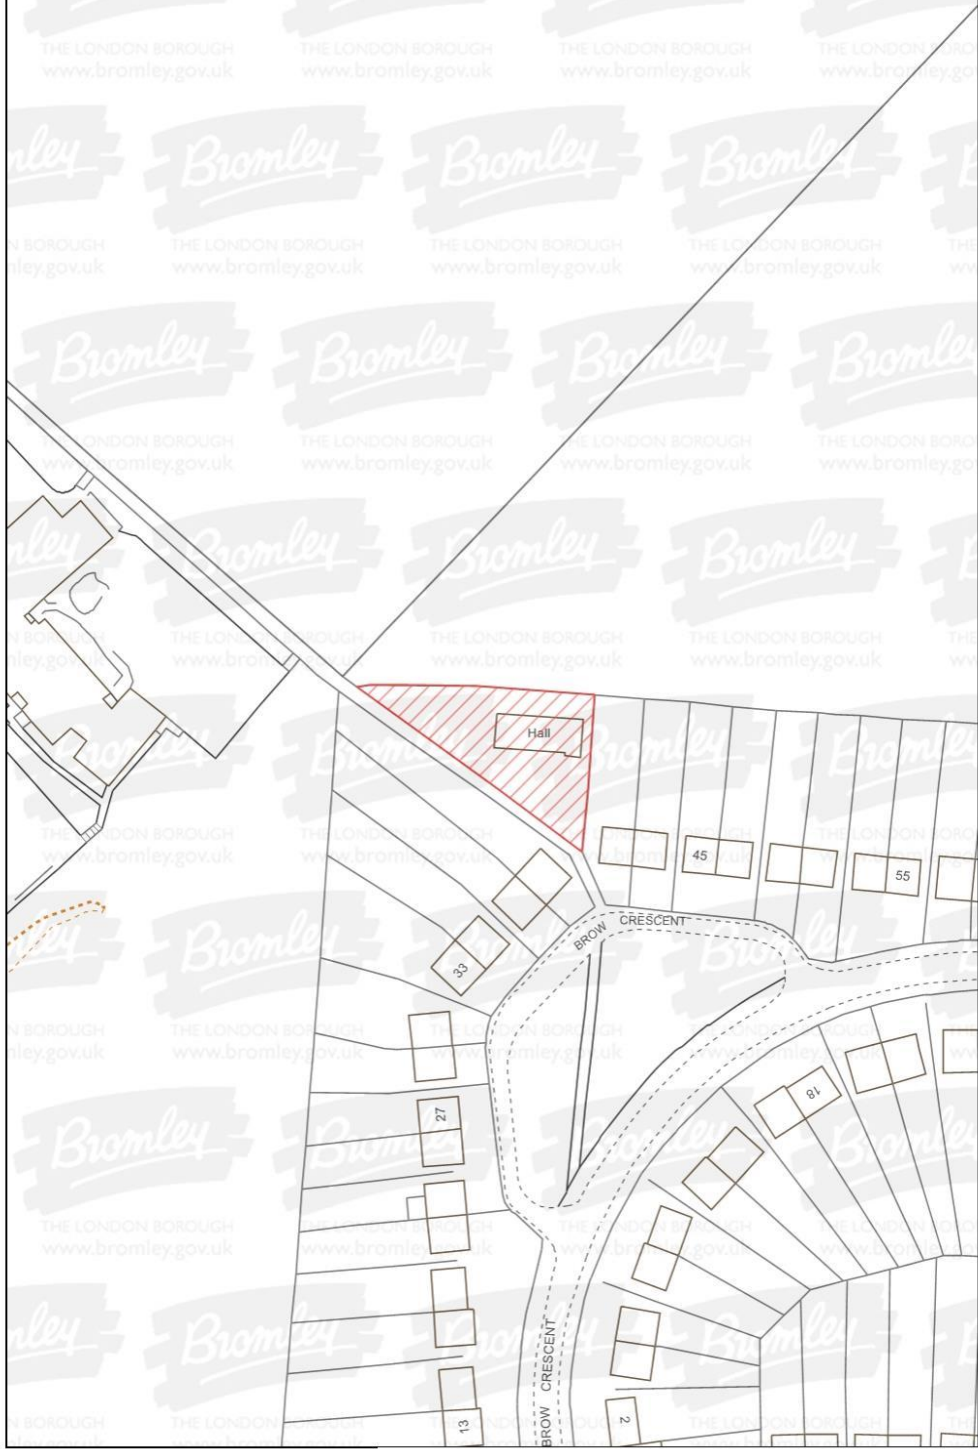 THE LONDON BOROUGH
www.bromley.gov.uk
Bromley
Hall
45
55
BROW CRESCENT
33
18
27
BROW CRESCENT
2
13